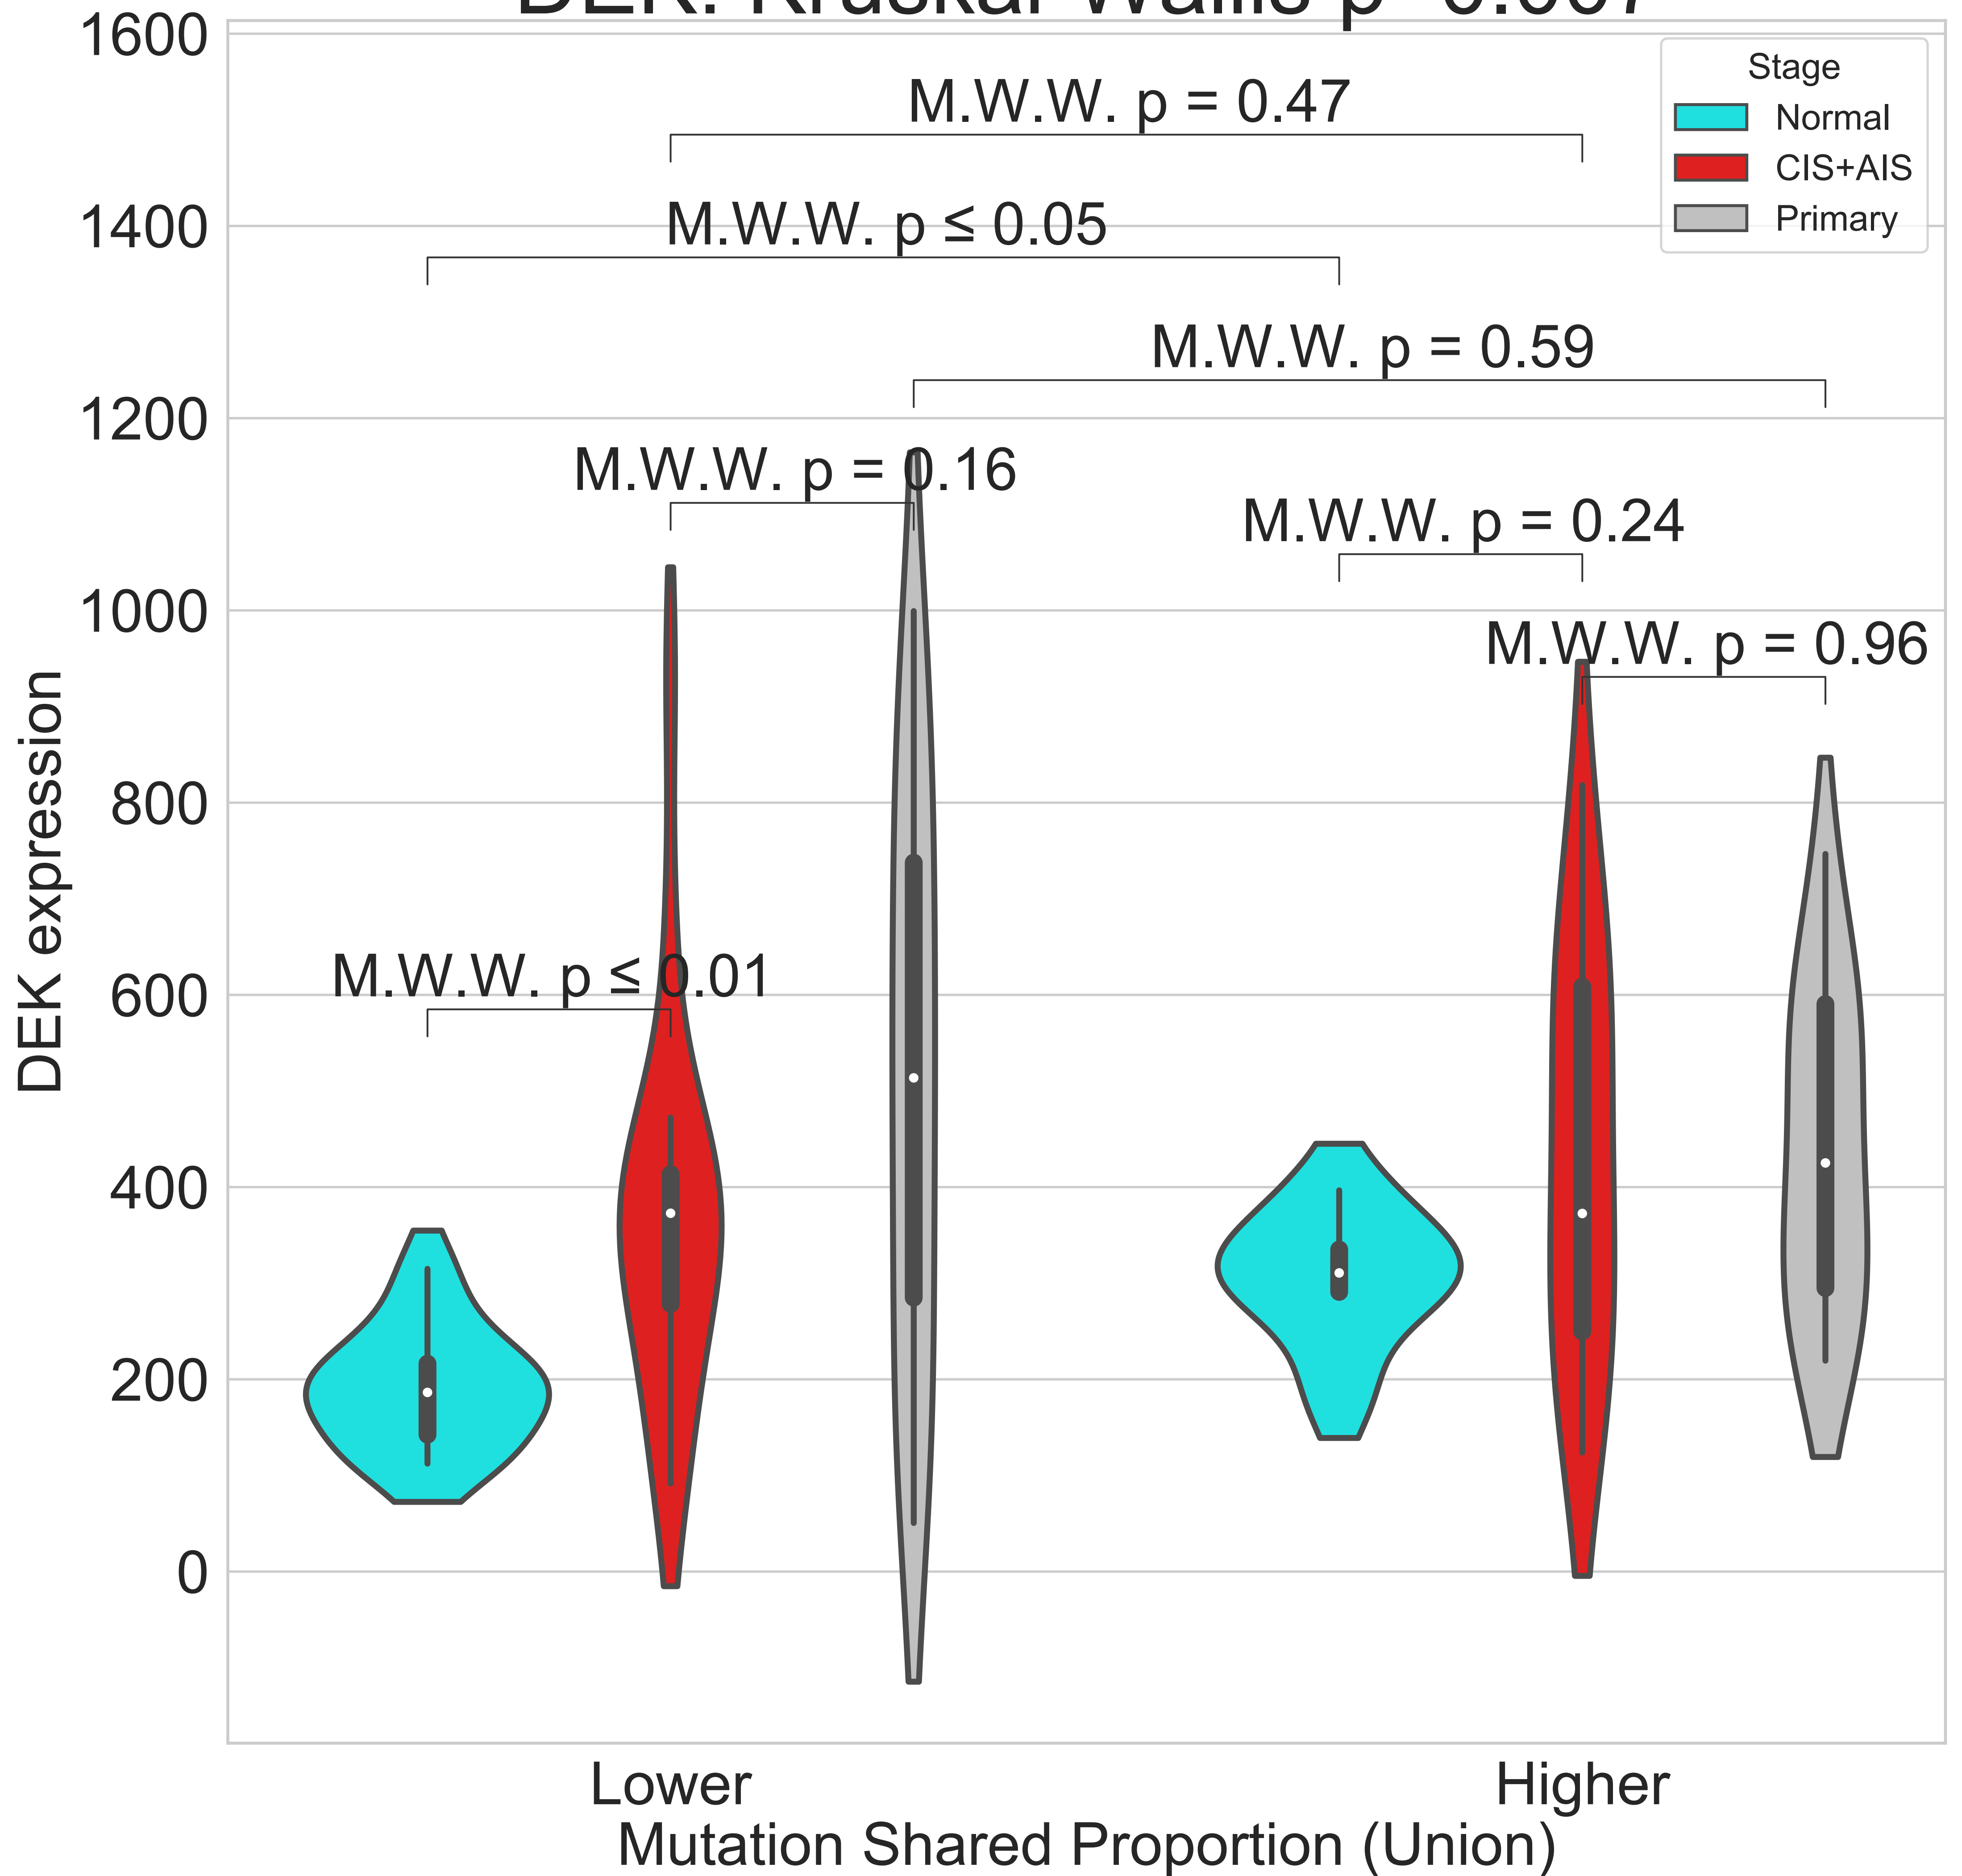 1600
Stage
Normal
CIS+AIS
Primary
M.W.W. p = 0.47
1400
M.W.W. p ≤ 0.05
M.W.W. p = 0.59
1200
M.W.W. p = 0.16
M.W.W. p = 0.24
1000
M.W.W. p = 0.96
800
M.W.W. p ≤ 0.01
600
400
200
0
DEK expression
Lower
Higher
Mutation Shared Proportion (Union)